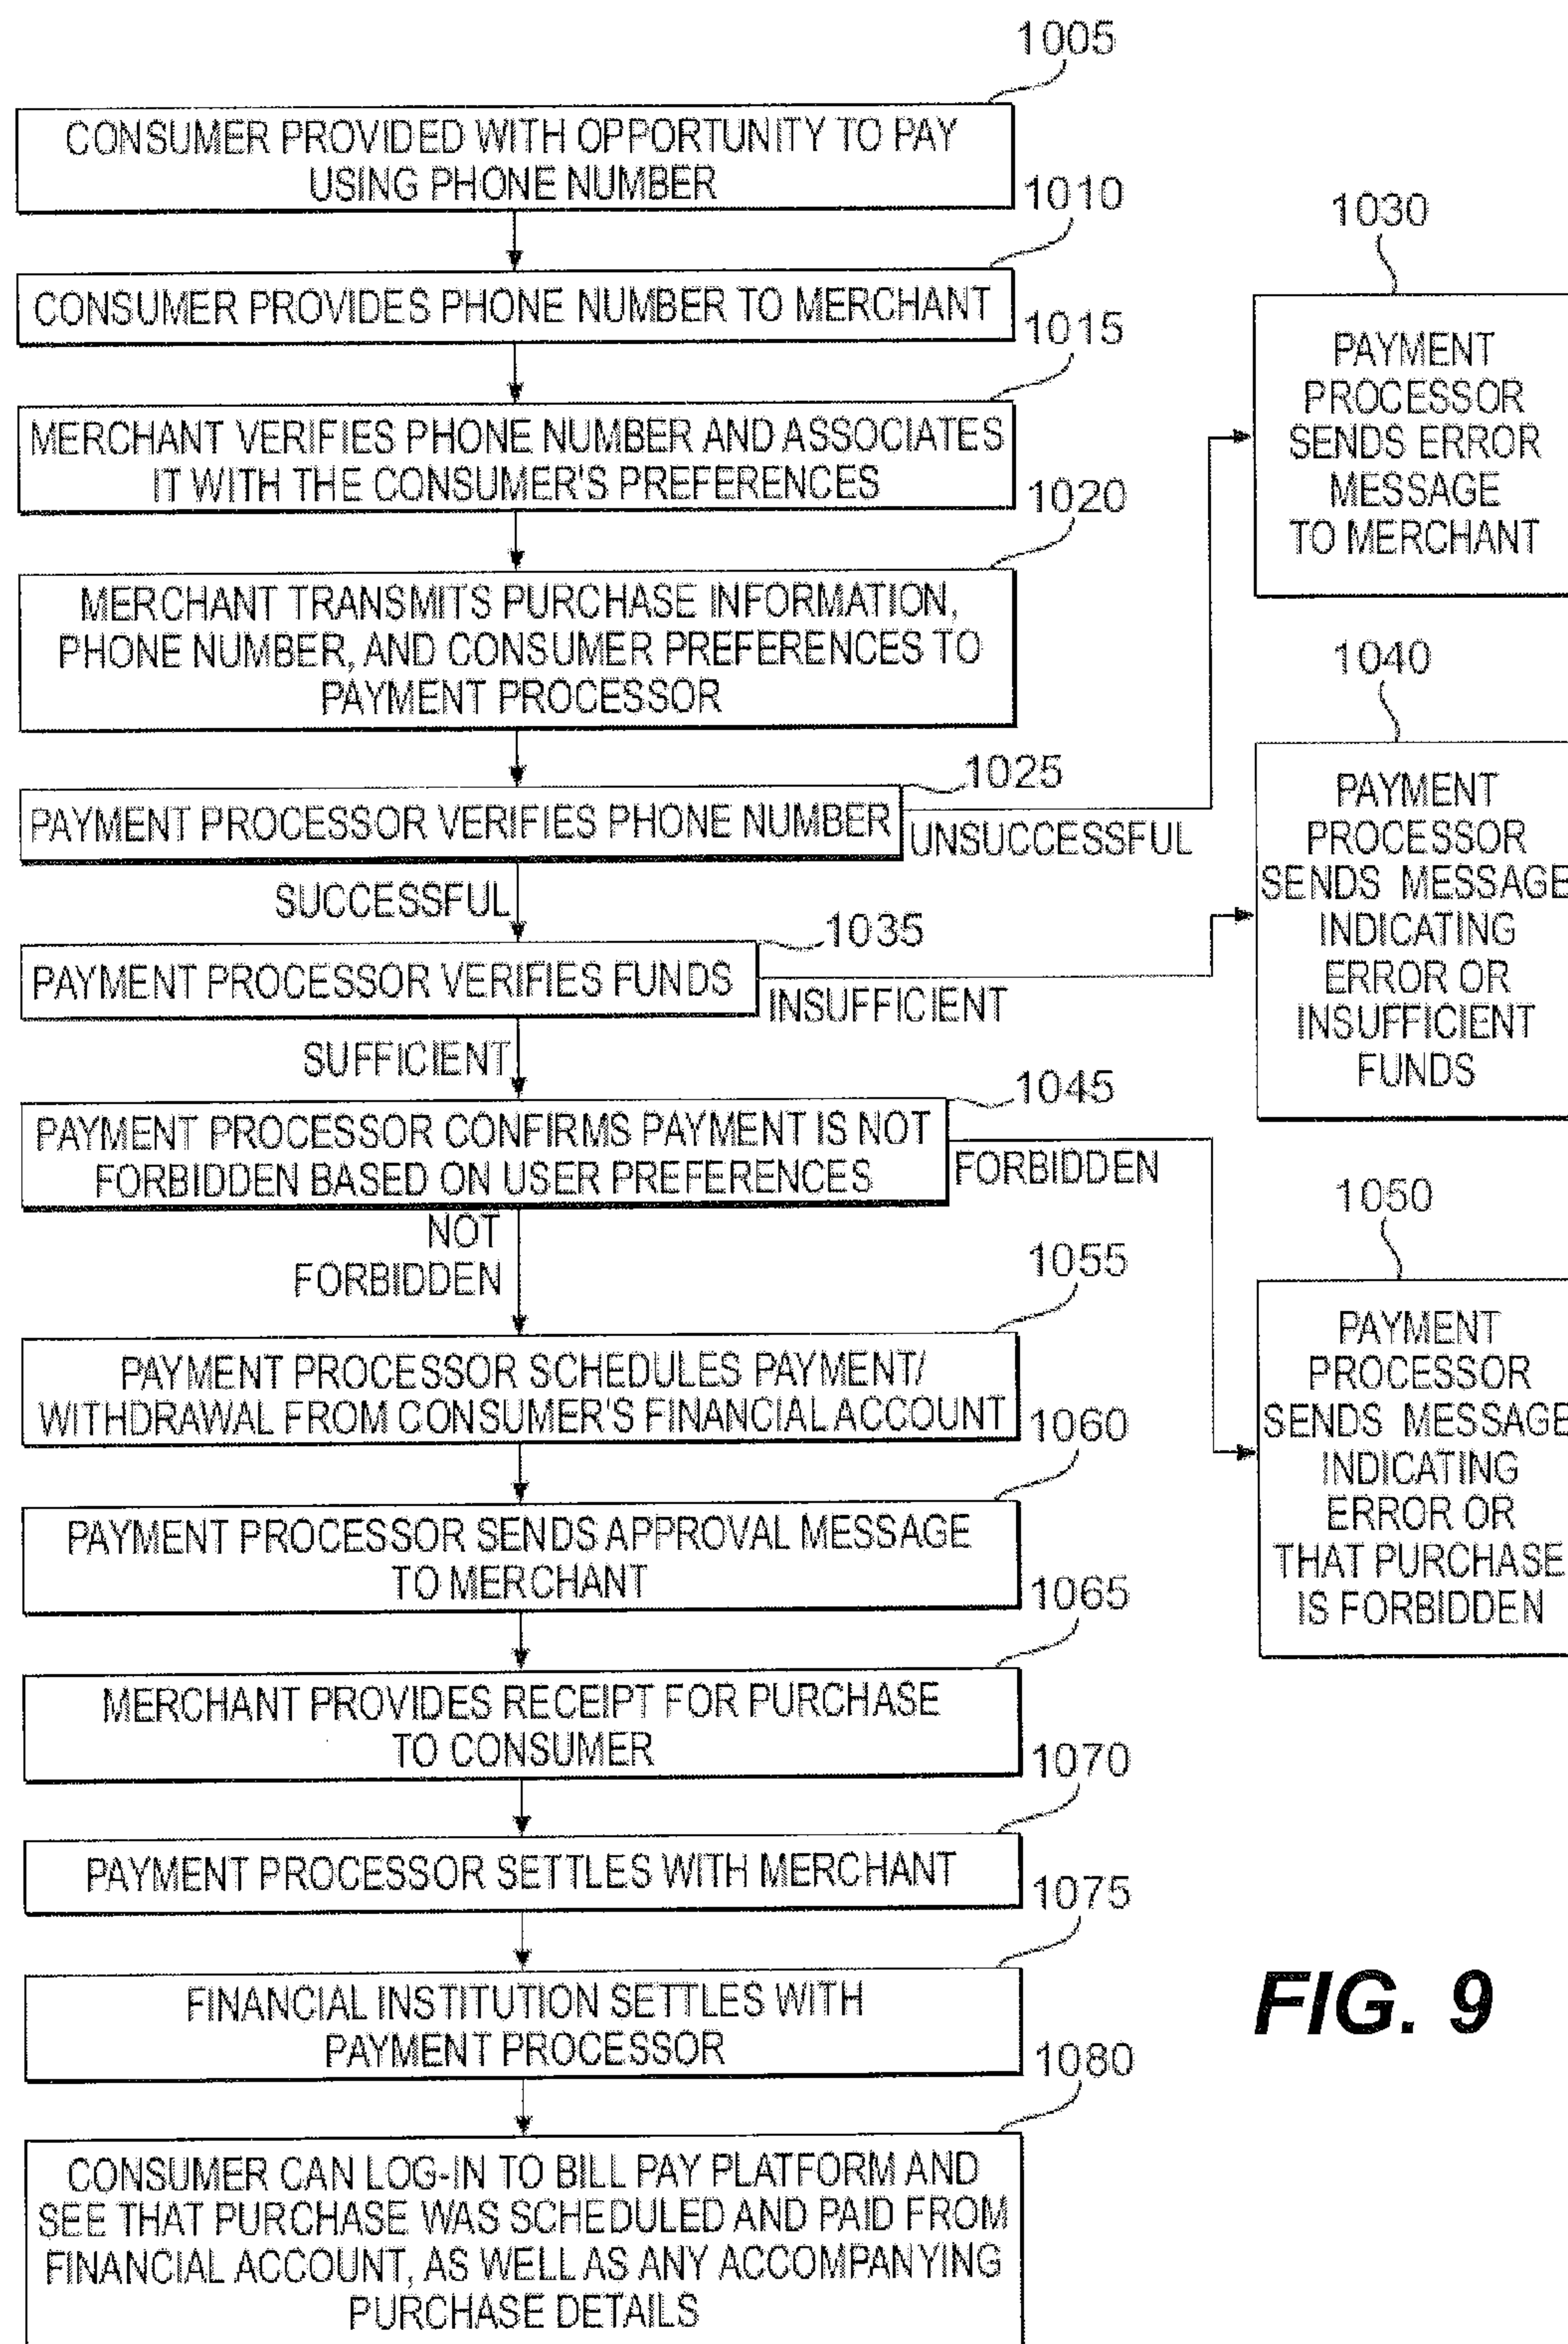 1005
CONSUMER PROVIDED WITH OPPORTUNITY TO PAY
USING PHONE NUMBER
1010
CONSUMER PROVIDES PHONE NUMBER TO MERCHANT
1015
MERCHANT VERIFIES PHONE NUMBER AND ASSOCIATES
IT WITH THE CONSUMER'S PREFERENCES
1020
MERCHANT TRANSMITS PURCHASE INFORMATION,
PHONE NUMBER, AND CONSUMER PREFERENCES TO
PAYMENT PROCESSOR
1025
PAYMENT PROCESSOR VERIFIES PHONE NUMBER
UNSUCCESSFUL
SUCCESSFUL
1030
PAYMENT
PROCESSOR
SENDS ERROR
MESSAGE
TO MERCHANT
1035
PAYMENT PROCESSOR VERIFIES FUNDS
INSUFFICIENT
SUFFICIENT
1040
PAYMENT
PROCESSOR
SENDS MESSAGE
INDICATING
ERROR OR
INSUFFICIENT
FUNDS
1045
PAYMENT PROCESSOR CONFIRMS PAYMENT IS NOT
FORBIDDEN BASED ON USER PREFERENCES
FORBIDDEN
NOT
FORBIDDEN
1050
PAYMENT
PROCESSOR
SENDS MESSAGE
INDICATING
ERROR OR
THAT PURCHASE
IS FORBIDDEN
1055
PAYMENT PROCESSOR SCHEDULES PAYMENT/
WITHDRAWAL FROM CONSUMER'S FINANCIAL ACCOUNT
1060
PAYMENT PROCESSOR SENDS APPROVAL MESSAGE
TO MERCHANT
1065
MERCHANT PROVIDES RECEIPT FOR PURCHASE
TO CONSUMER
1070
PAYMENT PROCESSOR SETTLES WITH MERCHANT
1075
FINANCIAL INSTITUTION SETTLES WITH
PAYMENT PROCESSOR
1080
CONSUMER CAN LOG-IN TO BILL PAY PLATFORM AND
SEE THAT PURCHASE WAS SCHEDULED AND PAID FROM
FINANCIAL ACCOUNT, AS WELL AS ANY ACCOMPANYING
PURCHASE DETAILS
FIG. 9